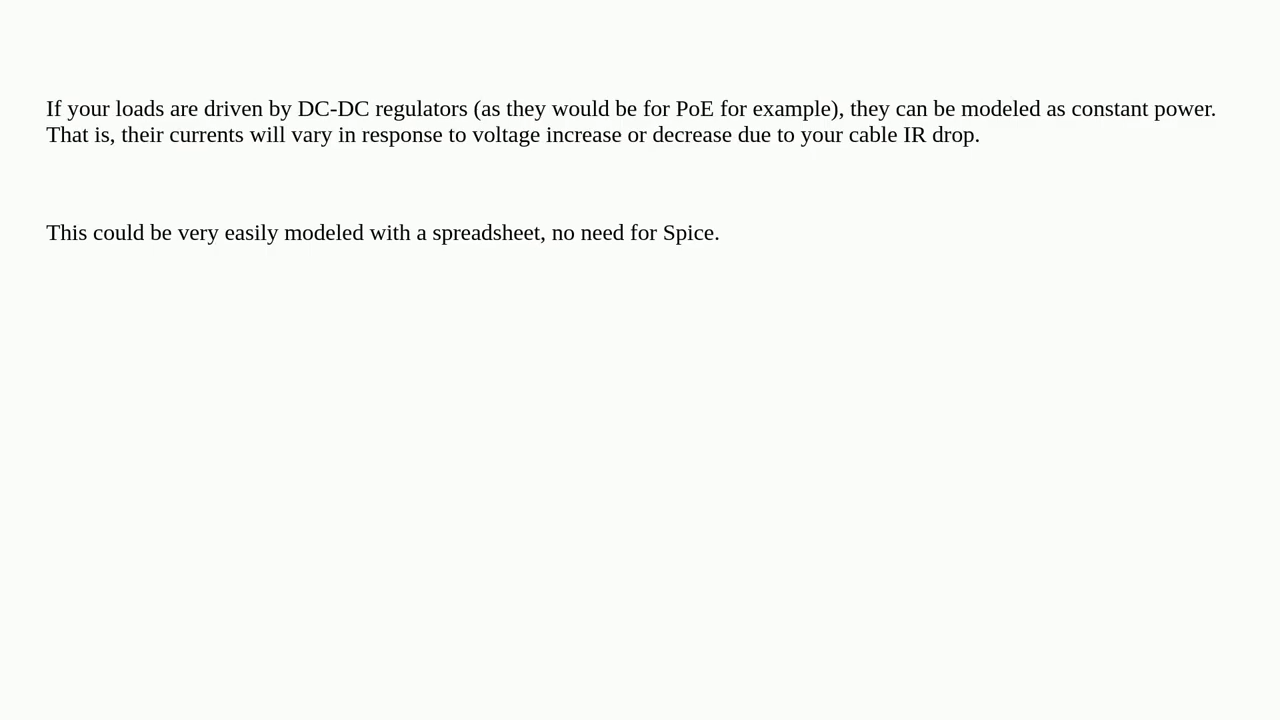 If your loads are driven by DC-DC regulators (as they would be for PoE for example), they can be modeled as constant power.
That is, their currents will vary in response to voltage increase or decrease due to your cable IR drop.
This could be very easily modeled with a spreadsheet, no need for Spice.